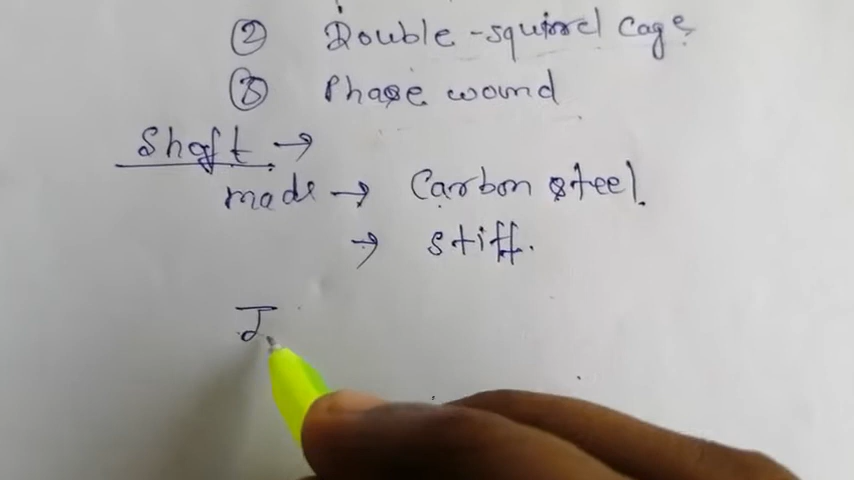 ② Double-squirrel cage
③ Phase wound
Shaft →
made → Carbon steel.
→ stiff.
I